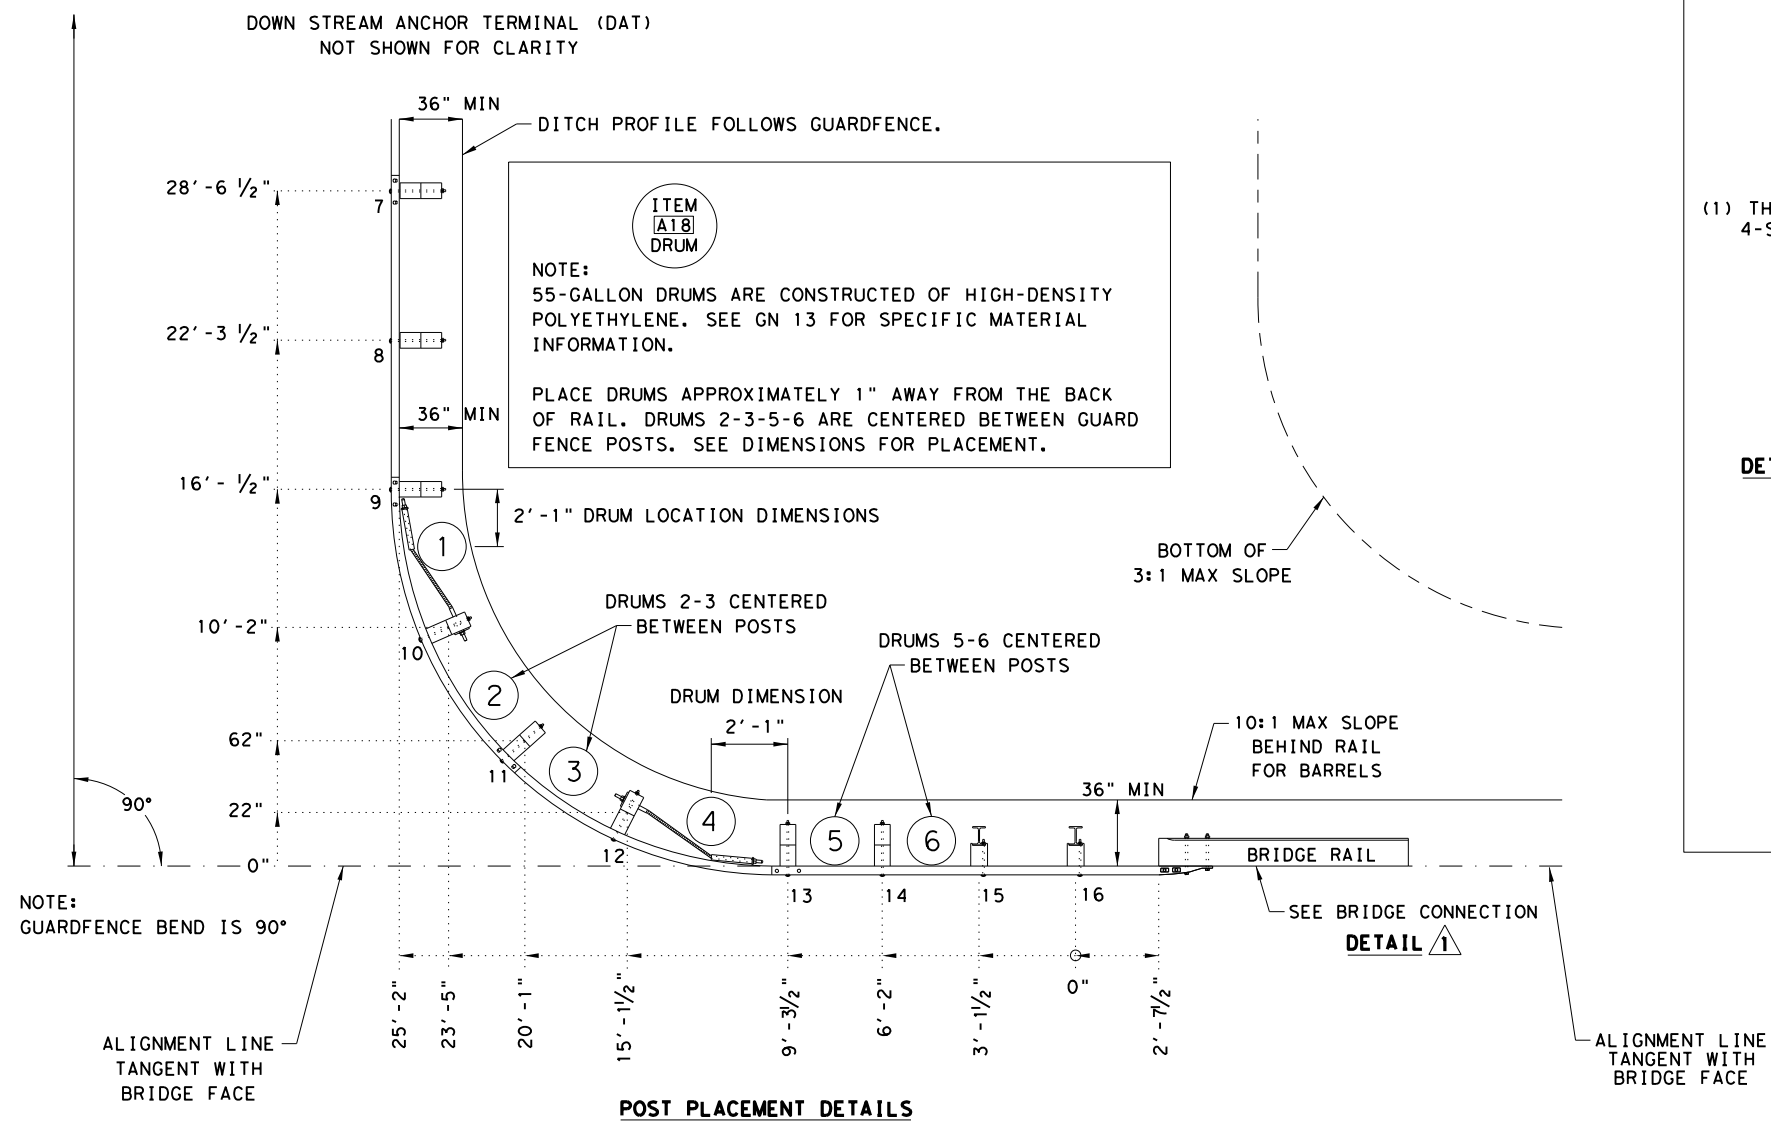 DOWN STREAM ANCHOR TERMINAL (DAT)
NOT SHOWN FOR CLARITY
36" MIN
DITCH PROFILE FOLLOWS GUARDFENCE.
28'-6 1/2"
7
ITEM
A18
DRUM
NOTE:
55-GALLON DRUMS ARE CONSTRUCTED OF HIGH-DENSITY
POLYETHYLENE. SEE GN 13 FOR SPECIFIC MATERIAL
INFORMATION.
PLACE DRUMS APPROXIMATELY 1" AWAY FROM THE BACK
OF RAIL. DRUMS 2-3-5-6 ARE CENTERED BETWEEN GUARD
FENCE POSTS. SEE DIMENSIONS FOR PLACEMENT.
(1) TH
4-S
22'-3 1/2"
8
36" MIN
DET
16'- 1/2"
9
2'-1" DRUM LOCATION DIMENSIONS
1
BOTTOM OF
3:1 MAX SLOPE
DRUMS 2-3 CENTERED
BETWEEN POSTS
10'-2"
10
DRUMS 5-6 CENTERED
BETWEEN POSTS
2
DRUM DIMENSION
2'-1"
10:1 MAX SLOPE
BEHIND RAIL
FOR BARRELS
62"
11
3
36" MIN
90°
22"
4
5
6
12
0"
BRIDGE RAIL
13
14
15
16
NOTE:
GUARDFENCE BEND IS 90°
SEE BRIDGE CONNECTION
DETAIL 1
25'-2"
23'-5"
20'-1"
15'-1 1/2"
9'-3 1/2"
6'-2"
3'-1 1/2"
0"
2'-7 1/2"
ALIGNMENT LINE
TANGENT WITH
BRIDGE FACE
ALIGNMENT LINE
TANGENT WITH
BRIDGE FACE
POST PLACEMENT DETAILS